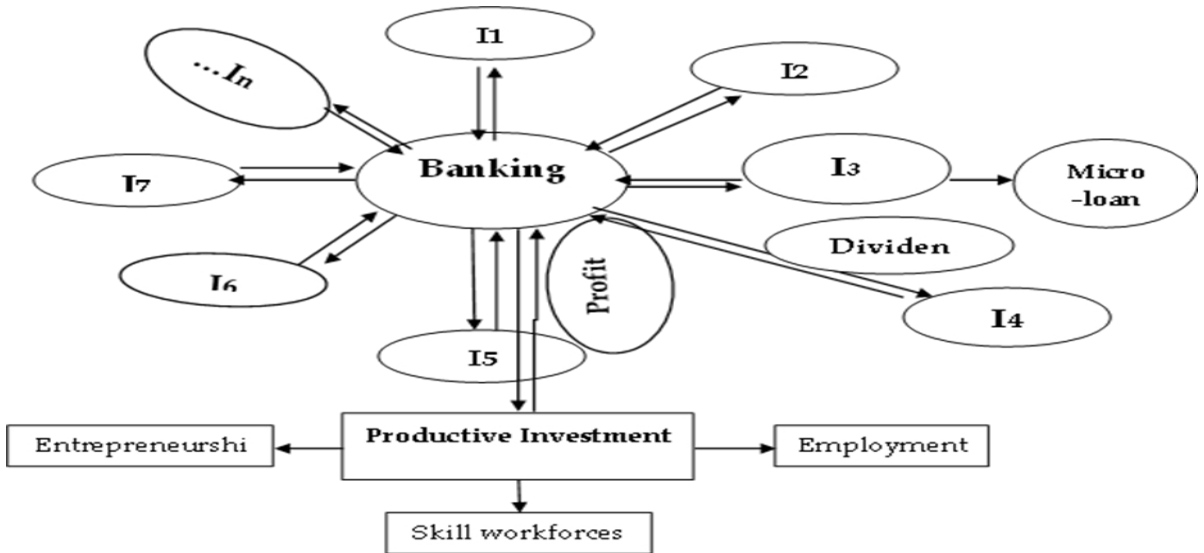 I1
...In
I2
Banking
I3
Micro
-loan
I7
Dividen
Profit
I6
I4
I5
Productive Investment
Entrepreneurshi
Employment
Skill workforces